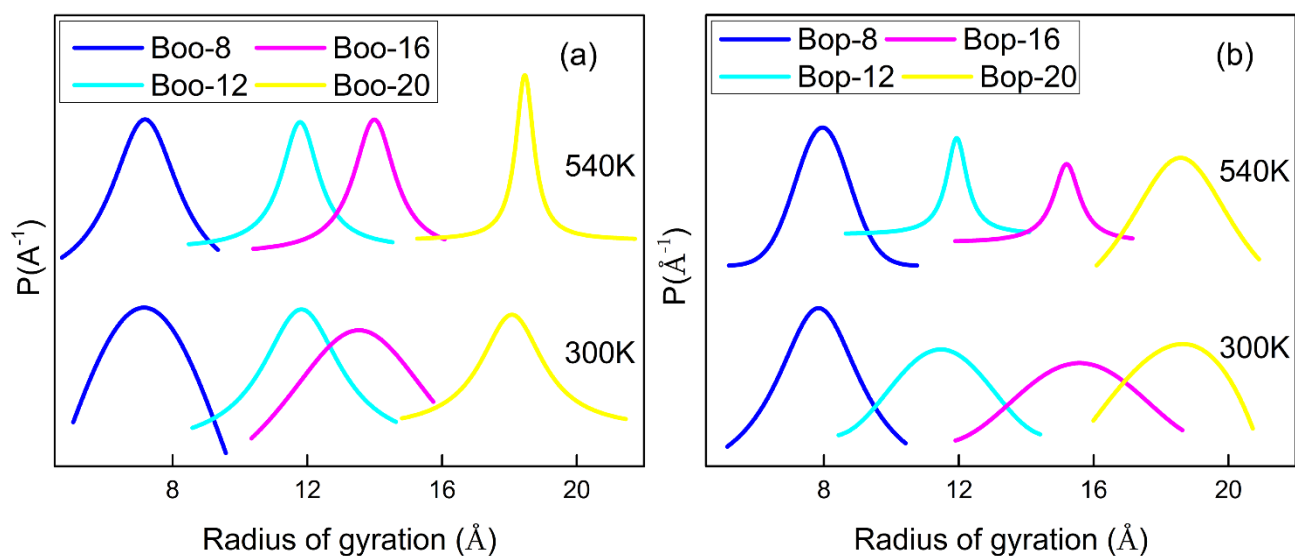 Boo-8 Boo-16 (a)
Boo-12 Boo-20
540K
300K
P(A⁻¹)
8 12 16 20
Radius of gyration (Å)
Bop-8 Bop-16 (b)
Bop-12 Bop-20
540K
300K
P(Å⁻¹)
8 12 16 20
Radius of gyration (Å)